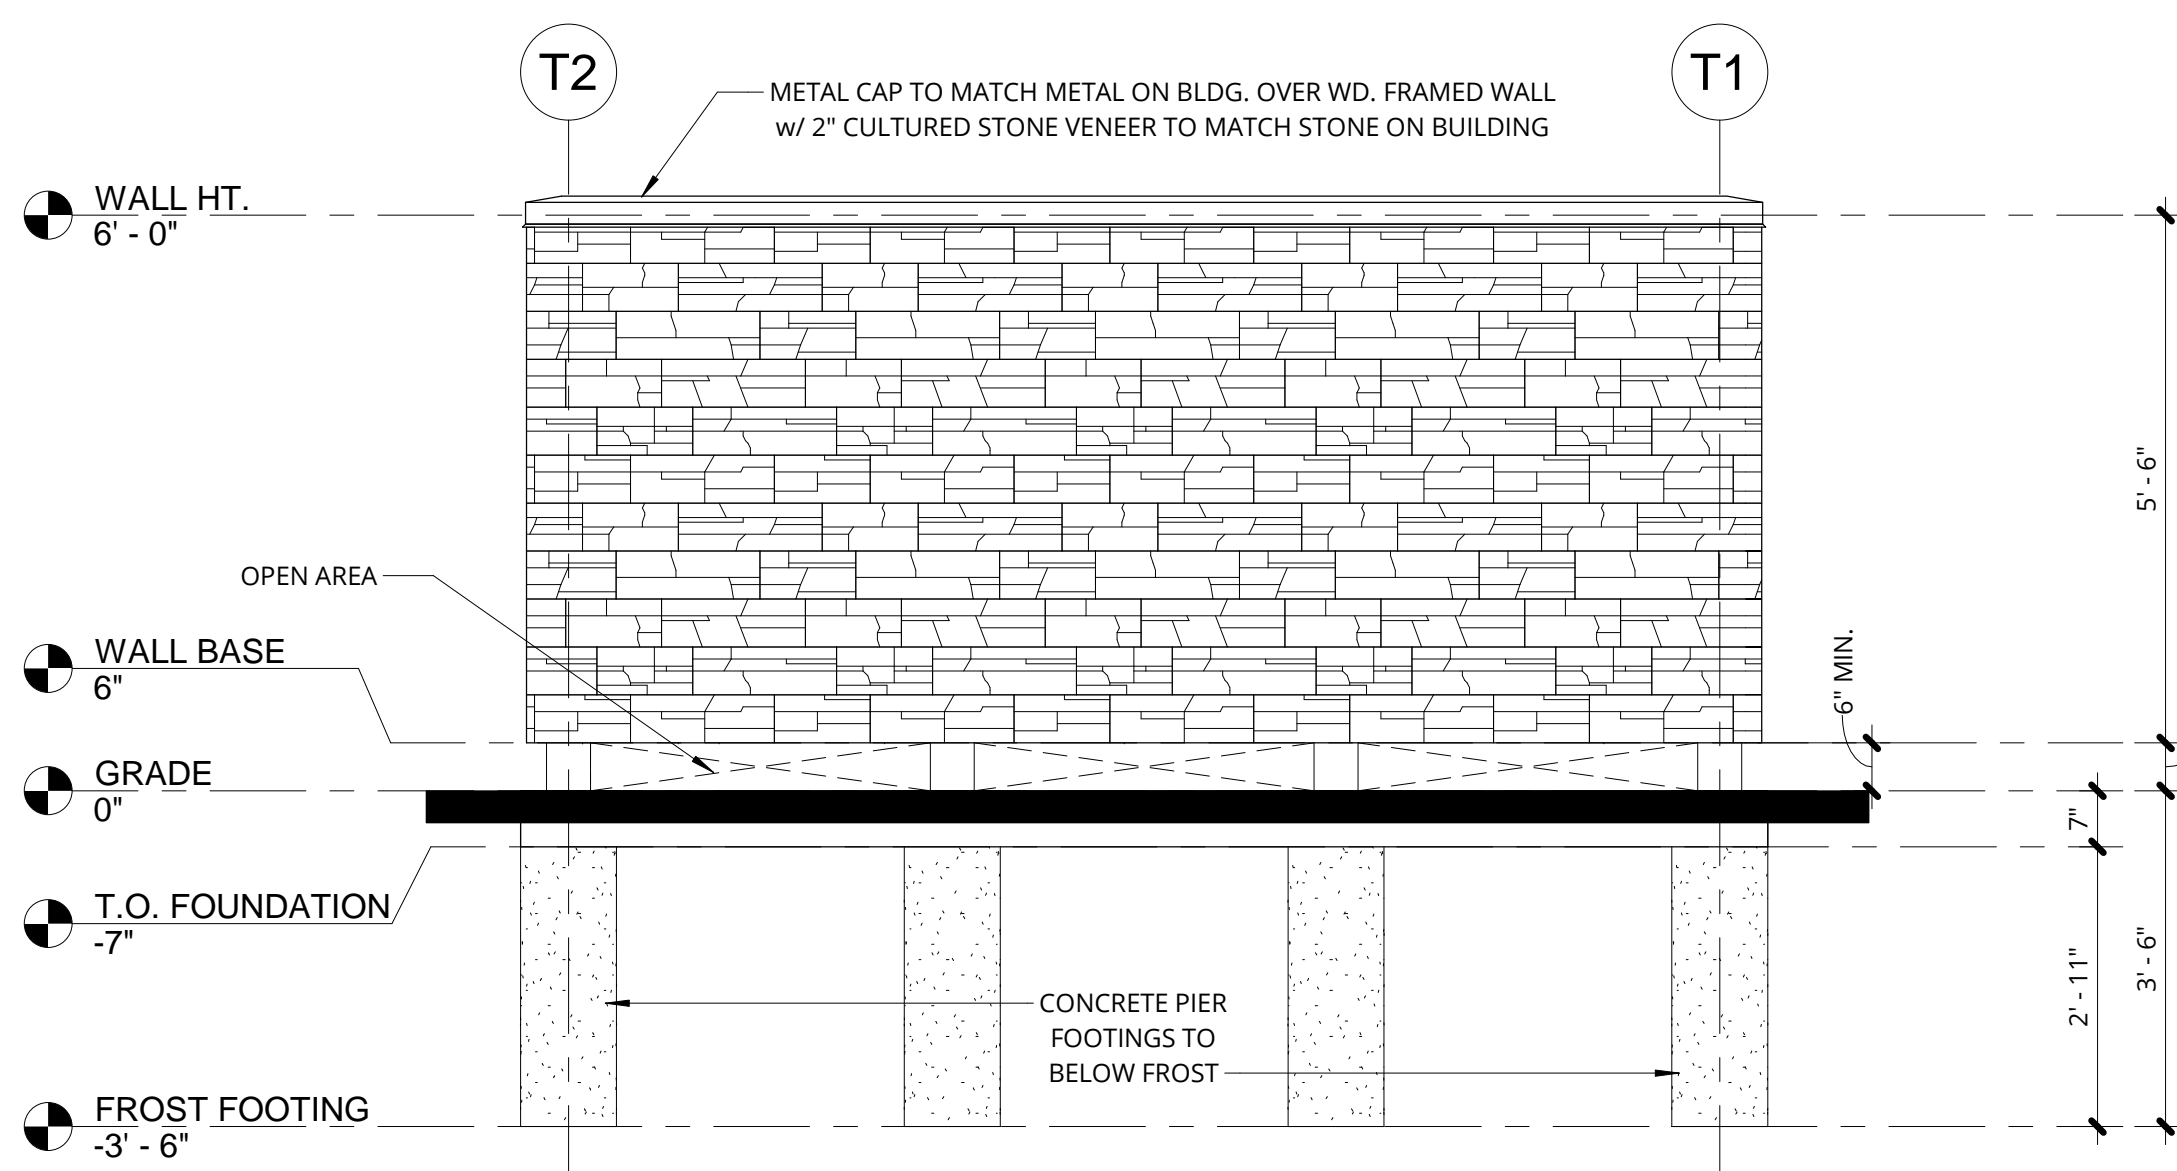 T2
T1
METAL CAP TO MATCH METAL ON BLDG. OVER WD. FRAMED WALL
w/ 2" CULTURED STONE VENEER TO MATCH STONE ON BUILDING
WALL HT.
6' - 0"
5' - 6"
OPEN AREA
WALL BASE
6"
6" MIN.
GRADE
0"
7"
T.O. FOUNDATION
-7"
2' - 11"
3' - 6"
CONCRETE PIER
FOOTINGS TO
BELOW FROST
FROST FOOTING
-3' - 6"